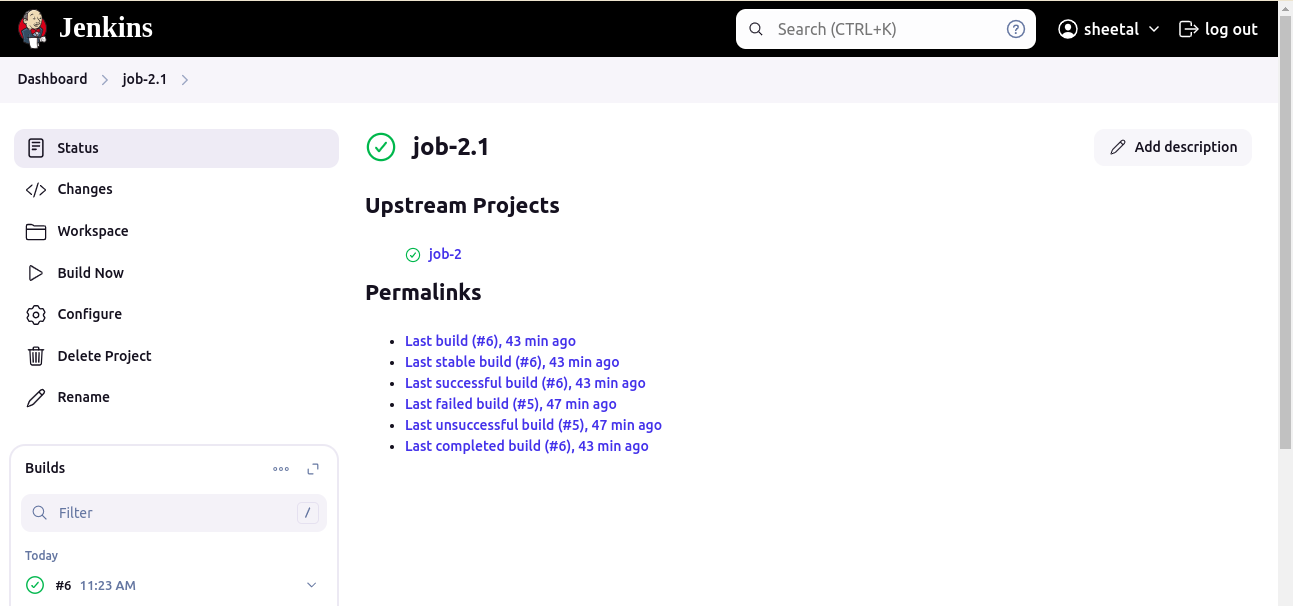 Jenkins
Search (CTRL+K)
?
sheetal
log out
Dashboard
job-2.1
Status
Changes
Workspace
Build Now
Configure
Delete Project
Rename
Builds
Filter
/
Today
#6 11:23 AM
job-2.1
Add description
Upstream Projects
job-2
Permalinks
Last build (#6), 43 min ago
Last stable build (#6), 43 min ago
Last successful build (#6), 43 min ago
Last failed build (#5), 47 min ago
Last unsuccessful build (#5), 47 min ago
Last completed build (#6), 43 min ago